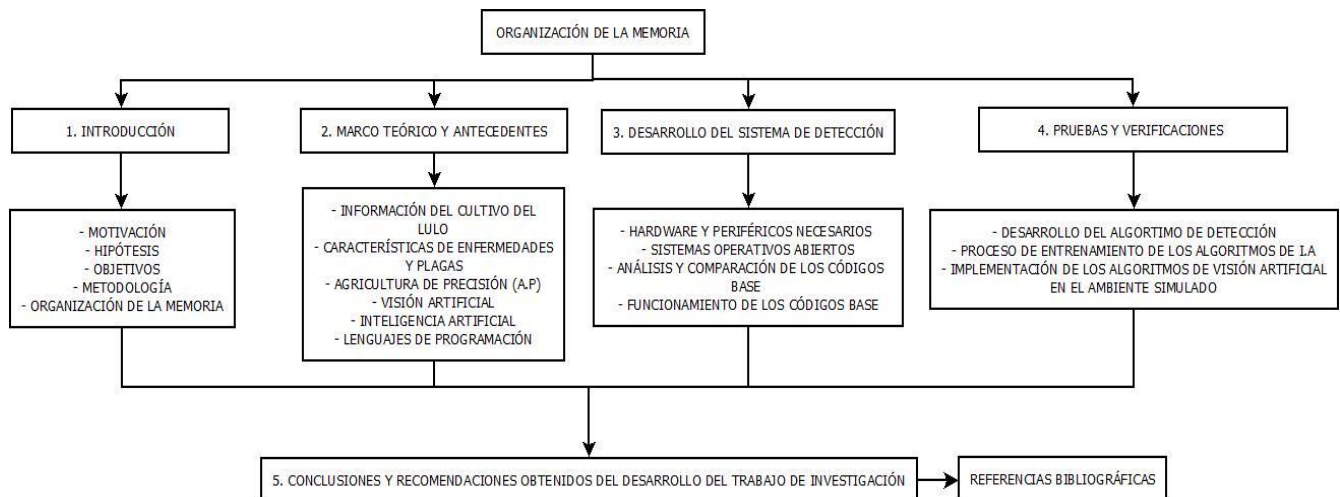 ORGANIZACIÓN DE LA MEMORIA
1. INTRODUCCIÓN
2. MARCO TEÓRICO Y ANTECEDENTES
3. DESARROLLO DEL SISTEMA DE DETECCIÓN
4. PRUEBAS Y VERIFICACIONES
- MOTIVACIÓN
- HIPÓTESIS
- OBJETIVOS
- METODOLOGÍA
- ORGANIZACIÓN DE LA MEMORIA
- INFORMACIÓN DEL CULTIVO DEL
LULO
- CARACTERÍSTICAS DE ENFERMEDADES
Y PLAGAS
- AGRICULTURA DE PRECISIÓN (A.P)
- VISIÓN ARTIFICIAL
- INTELIGENCIA ARTIFICIAL
- LENGUAJES DE PROGRAMACIÓN
- HARDWARE Y PERIFÉRICOS NECESARIOS
- SISTEMAS OPERATIVOS ABIERTOS
- ANÁLISIS Y COMPARACIÓN DE LOS CÓDIGOS
BASE
- FUNCIONAMIENTO DE LOS CÓDIGOS BASE
- DESARROLLO DEL ALGORTIMO DE DETECCIÓN
- PROCESO DE ENTRENAMIENTO DE LOS ALGORITMOS DE I.A
- IMPLEMENTACIÓN DE LOS ALGORITMOS DE VISIÓN ARTIFICIAL
EN EL AMBIENTE SIMULADO
5. CONCLUSIONES Y RECOMENDACIONES OBTENIDOS DEL DESARROLLO DEL TRABAJO DE INVESTIGACIÓN
REFERENCIAS BIBLIOGRÁFICAS